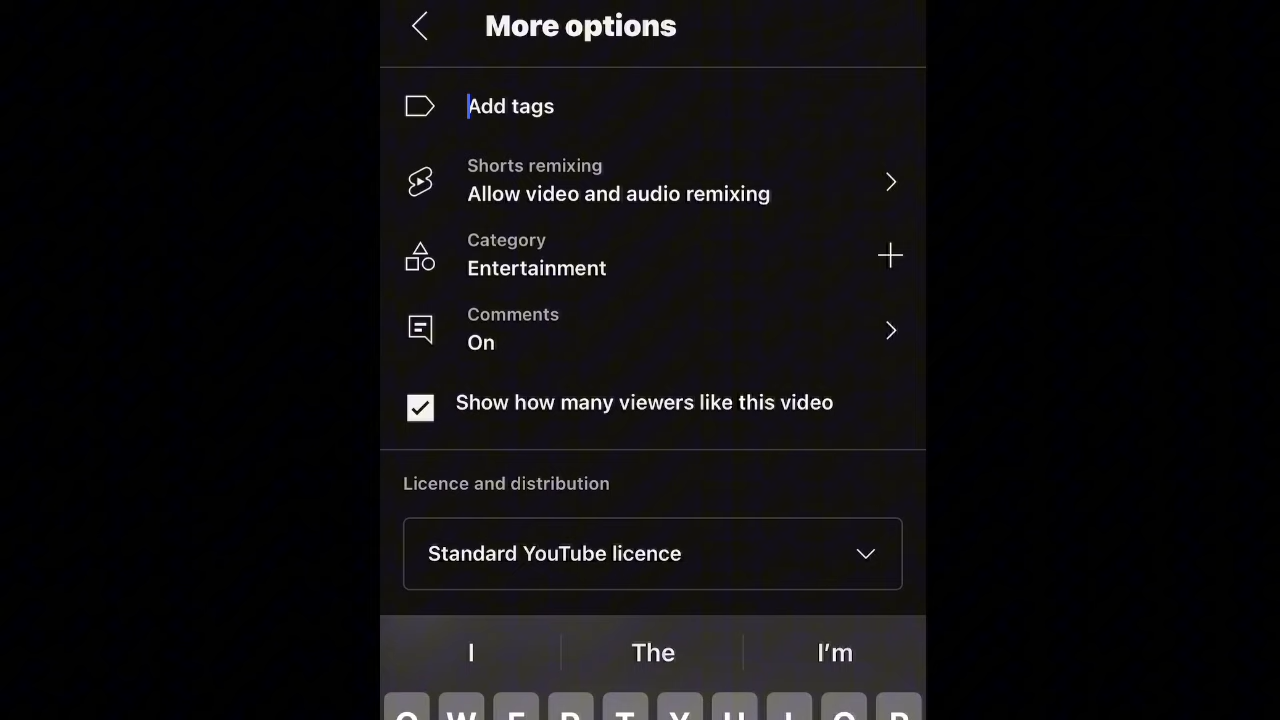 More options
Add tags
Shorts remixing
Allow video and audio remixing
Category
Entertainment
Comments
On
Show how many viewers like this video
Licence and distribution
Standard YouTube licence
I The I'm
Q W E R T Y U I O P